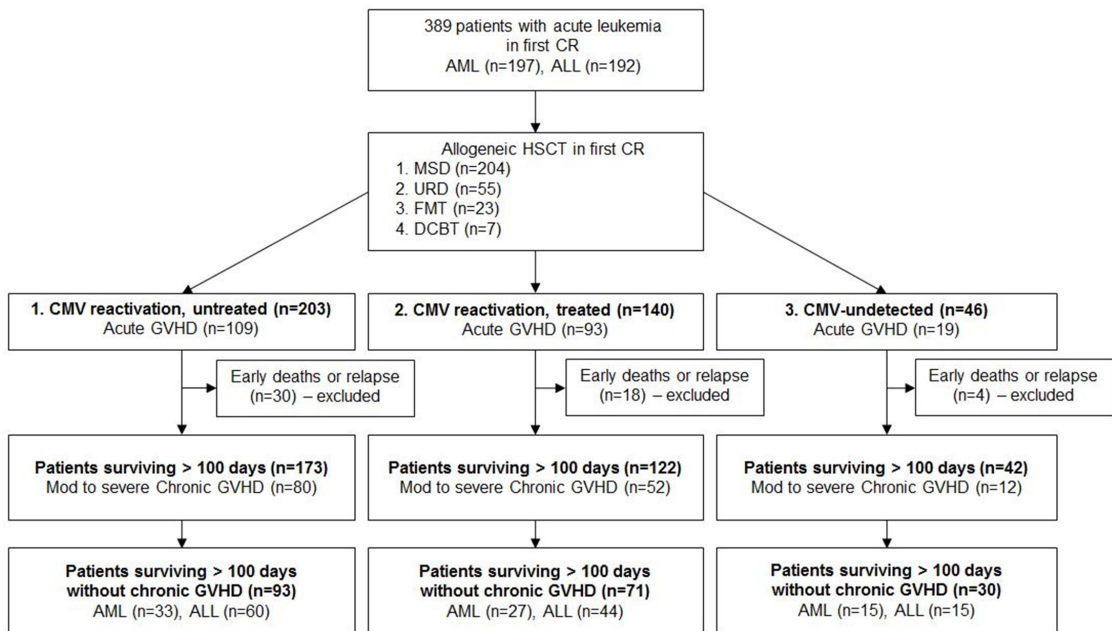 389 patients with acute leukemia
in first CR
AML (n=197), ALL (n=192)
Allogeneic HSCT in first CR
1. MSD (n=204)
2. URD (n=55)
3. FMT (n=23)
4. DCBT (n=7)
1. CMV reactivation, untreated (n=203)
Acute GVHD (n=109)
2. CMV reactivation, treated (n=140)
Acute GVHD (n=93)
3. CMV-undetected (n=46)
Acute GVHD (n=19)
Early deaths or relapse
(n=30) – excluded
Early deaths or relapse
(n=18) – excluded
Early deaths or relapse
(n=4) – excluded
Patients surviving > 100 days (n=173)
Mod to severe Chronic GVHD (n=80)
Patients surviving > 100 days (n=122)
Mod to severe Chronic GVHD (n=52)
Patients surviving > 100 days (n=42)
Mod to severe Chronic GVHD (n=12)
Patients surviving > 100 days
without chronic GVHD (n=93)
AML (n=33), ALL (n=60)
Patients surviving > 100 days
without chronic GVHD (n=71)
AML (n=27), ALL (n=44)
Patients surviving > 100 days
without chronic GVHD (n=30)
AML (n=15), ALL (n=15)